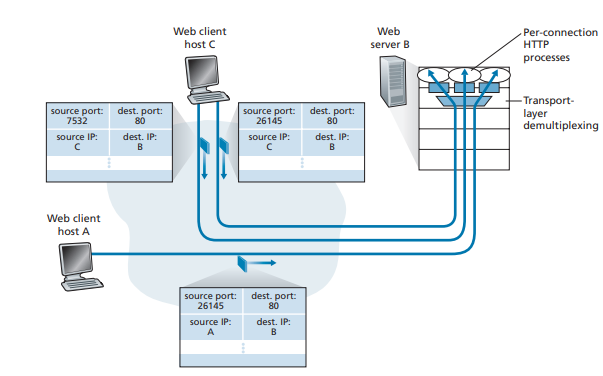 Web client
host C
Web
server B
Per-connection
HTTP
processes
Transport-
layer
demultiplexing
source port:
7532
dest. port:
80
source IP:
C
dest. IP:
B
source port:
26145
dest. port:
80
source IP:
C
dest. IP:
B
Web client
host A
source port:
26145
dest. port:
80
source IP:
A
dest. IP:
B